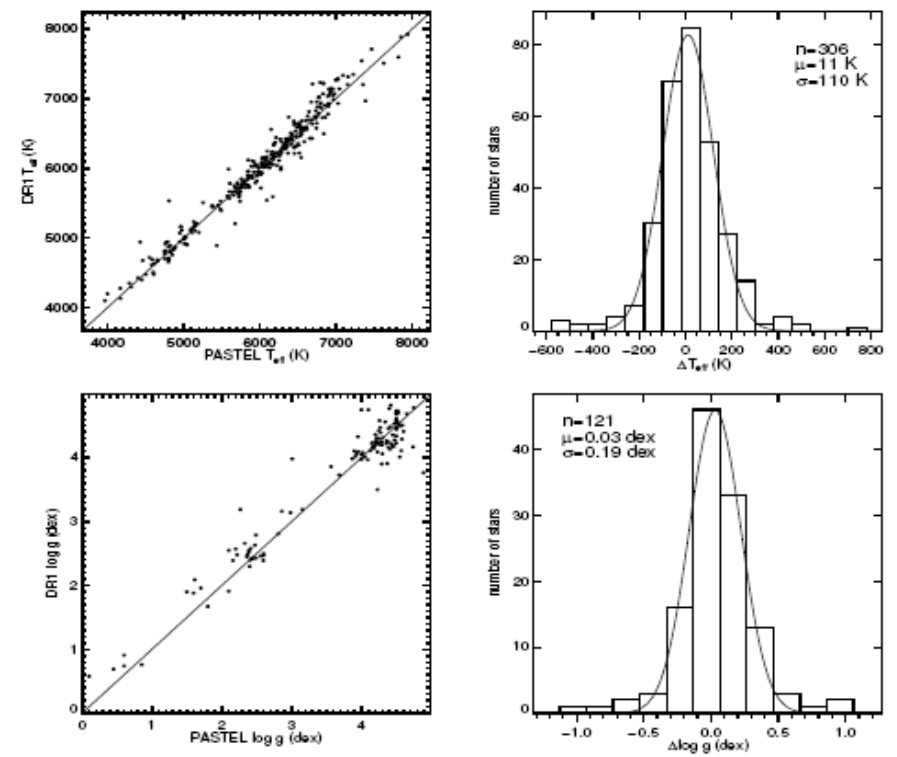 8000
7000
6000
5000
4000
DR1 Teff (K)
4000 5000 6000 7000 8000
PASTEL Teff (K)
80
60
40
20
0
number of stars
n=306
μ=11 K
σ=110 K
−600 −400 −200 0 200 400 600 800
ΔTeff (K)
4
3
2
1
0
DR1 log g (dex)
0 1 2 3 4
PASTEL log g (dex)
40
30
20
10
0
number of stars
n=121
μ=0.03 dex
σ=0.19 dex
−1.0 −0.5 0.0 0.5 1.0
Δlog g (dex)